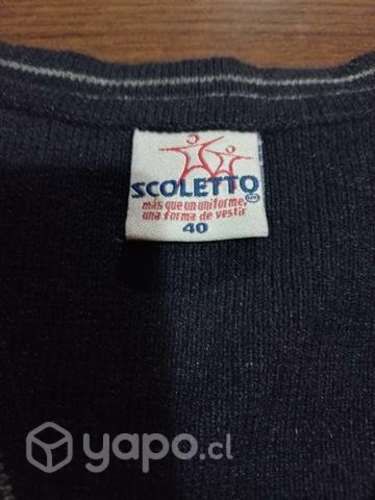 SCOLETTO
más que un uniforme,
una forma de vestir
40
yapo.cl